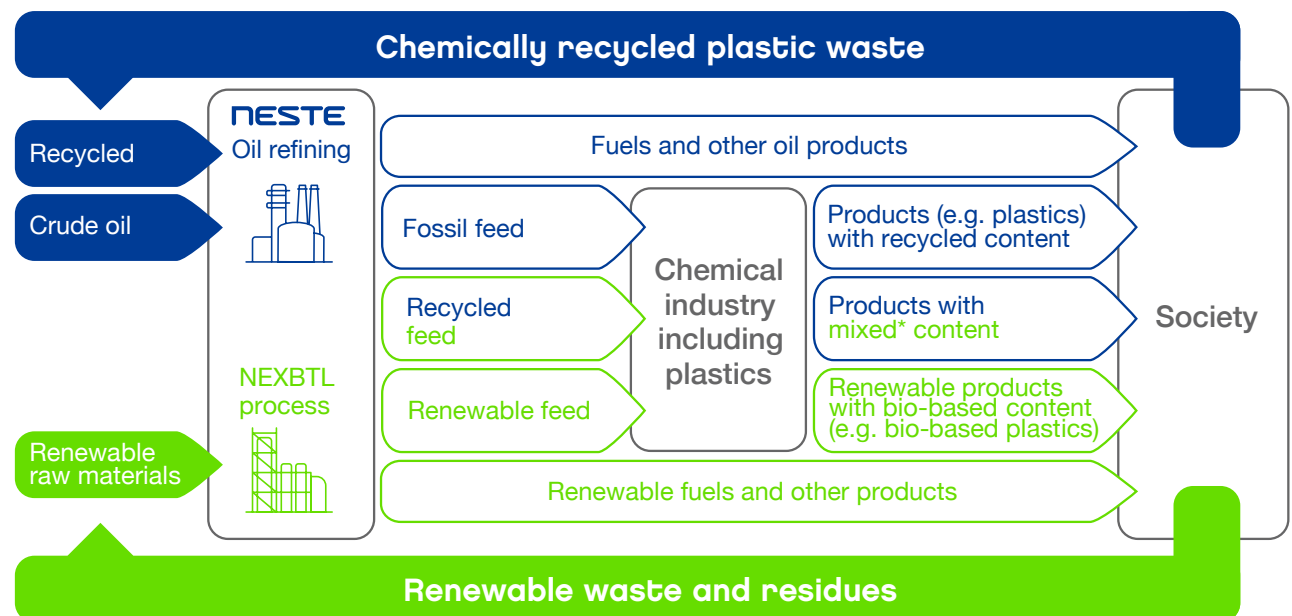 Chemically recycled plastic waste
NESTE
Oil refining
Recycled
Crude oil
Fuels and other oil products
Fossil feed
Products (e.g. plastics)
with recycled content
Chemical
industry
including
plastics
Recycled
feed
Products with
mixed* content
Society
NEXBTL
process
Renewable feed
Renewable products
with bio-based content
(e.g. bio-based plastics)
Renewable
raw materials
Renewable fuels and other products
Renewable waste and residues